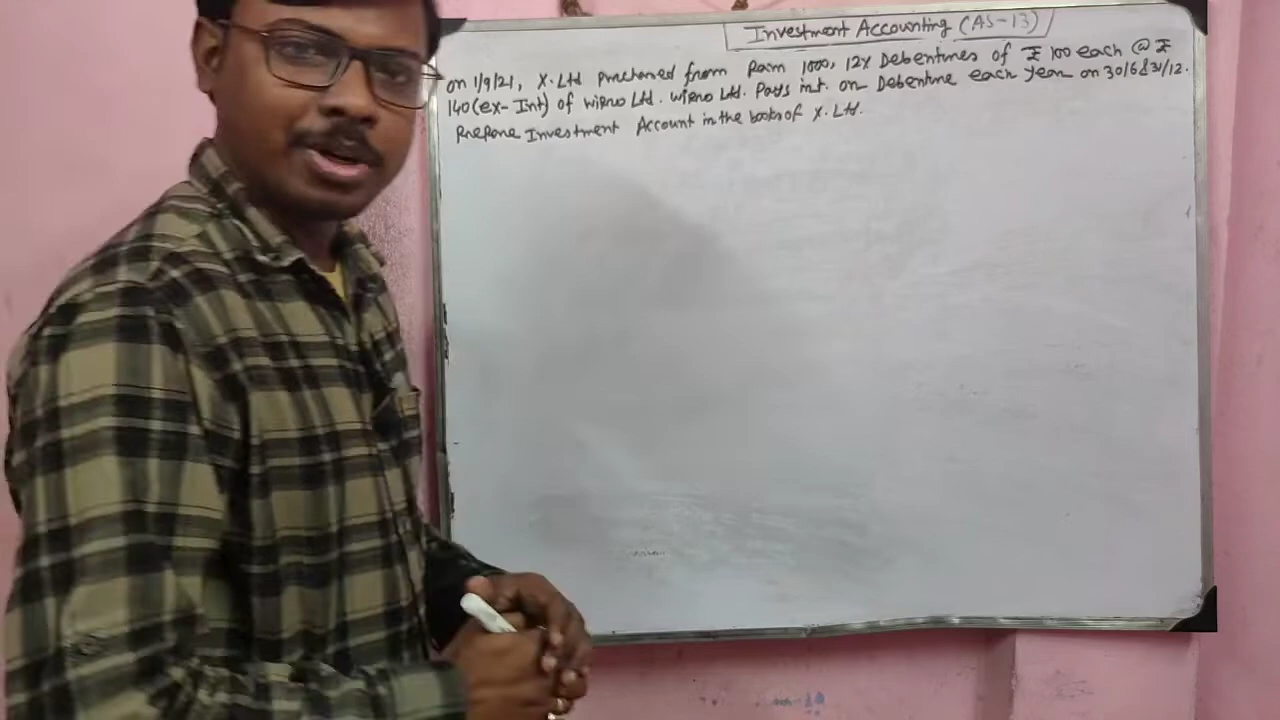 Investment Accounting (AS-13)
on 1/9/21, X.Ltd Purchased from Ram 1000, 12% Debentures of ₹ 100 each @ ₹
140 (ex-Int) of Wipro Ltd. Wipro Ltd. Pays int. on Debenture each year on 30/6 & 31/12.
Prepare Investment Account in the books of X.Ltd.